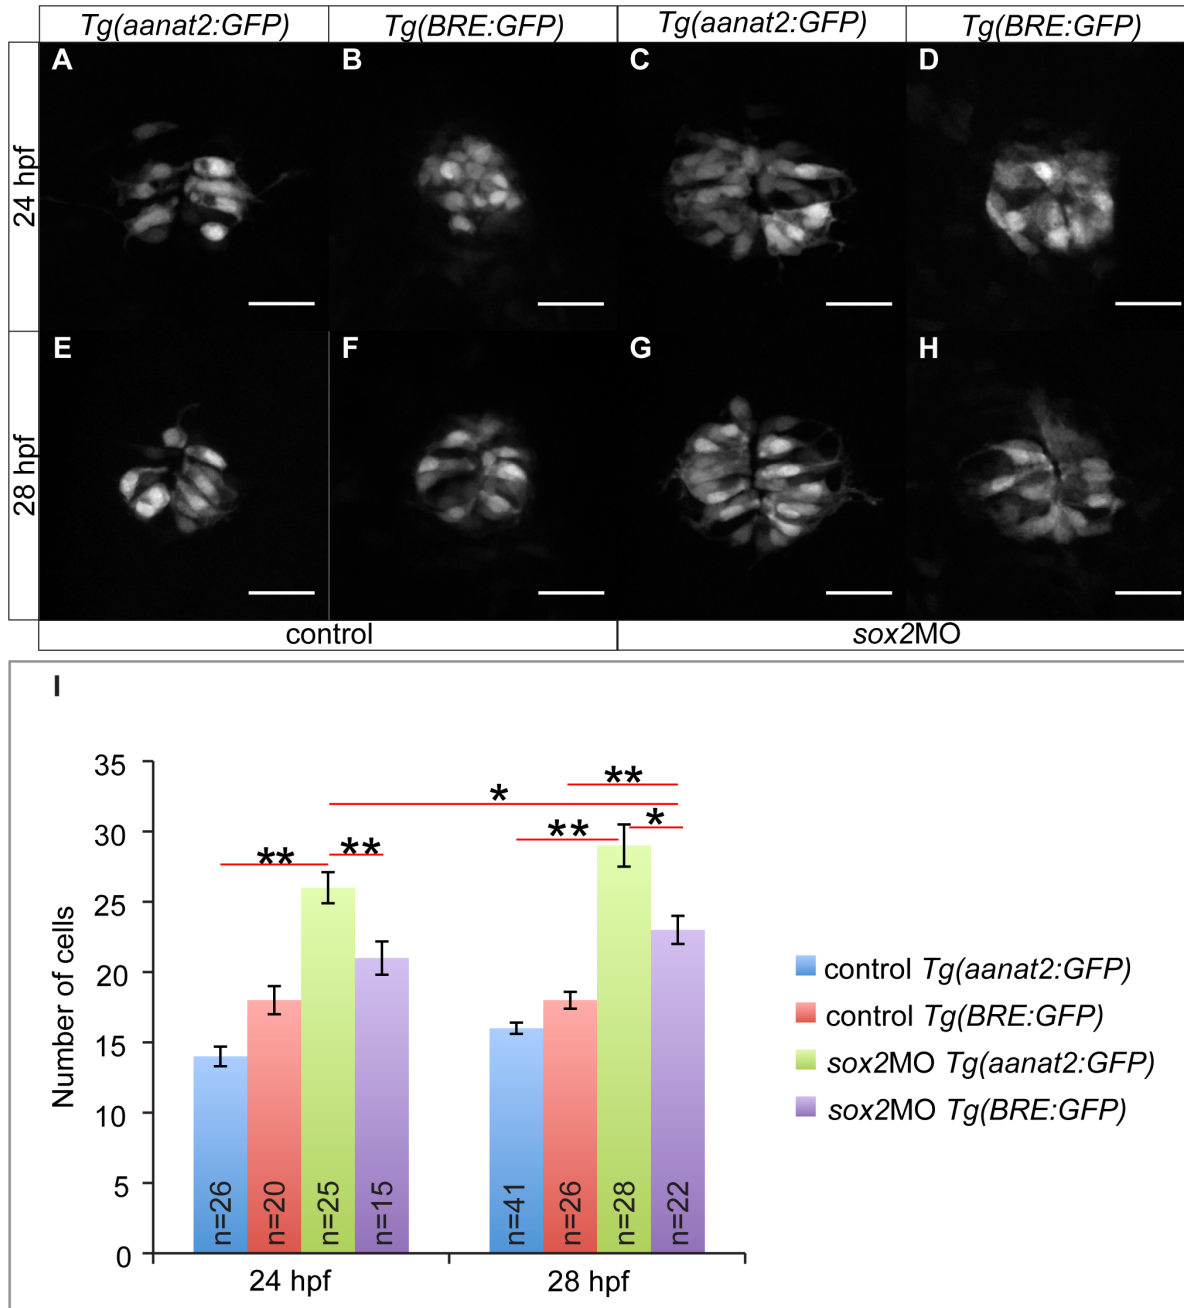 Tg(aanat2:GFP) Tg(BRE:GFP) Tg(aanat2:GFP) Tg(BRE:GFP)
A B C D
24 hpf
E F G H
28 hpf
control sox2MO
I
35
30
25
20
15
10
5
0
Number of cells
** ** * ** ** *
n=26 n=20 n=25 n=15 n=41 n=26 n=28 n=22
24 hpf 28 hpf
control Tg(aanat2:GFP)
control Tg(BRE:GFP)
sox2MO Tg(aanat2:GFP)
sox2MO Tg(BRE:GFP)